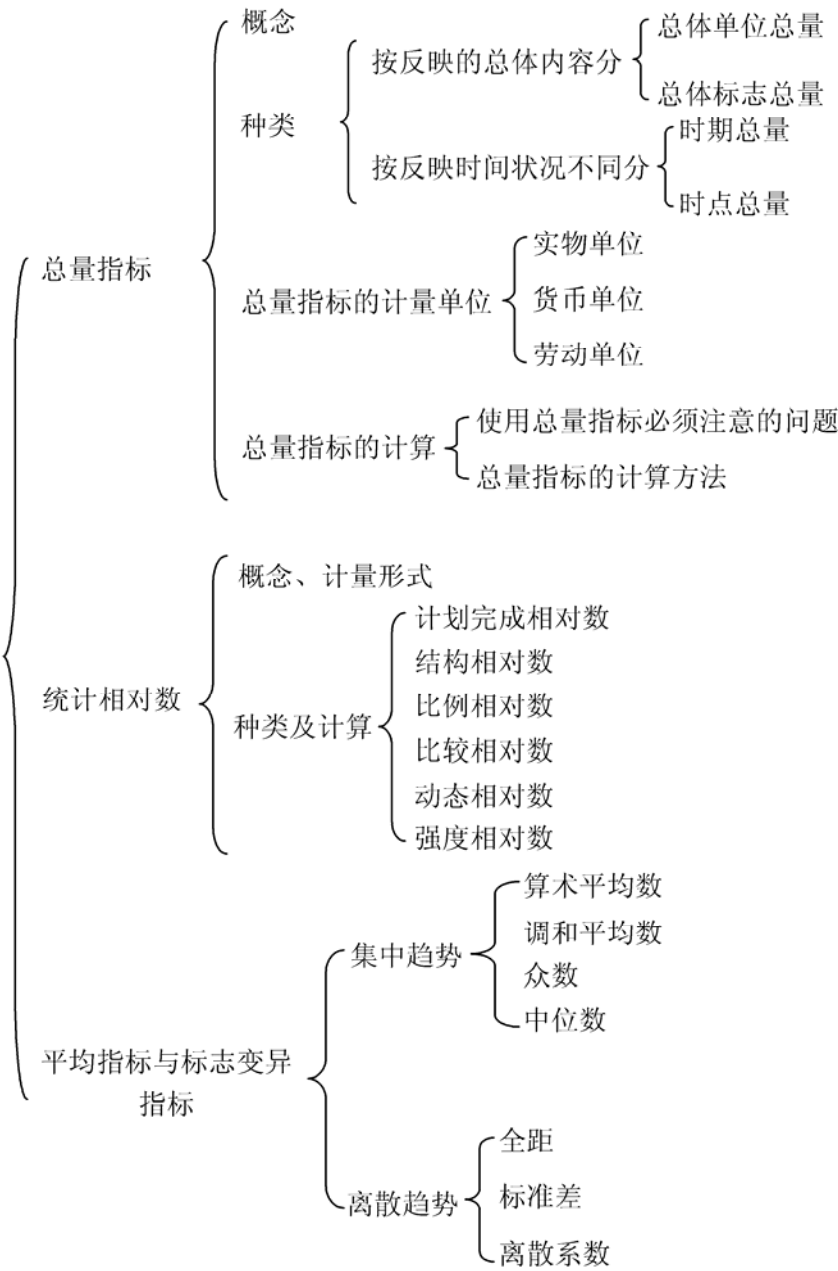 概念
总体单位总量
按反映的总体内容分
总体标志总量
种类
时期总量
按反映时间状况不同分
时点总量
总量指标
实物单位
总量指标的计量单位
货币单位
劳动单位
使用总量指标必须注意的问题
总量指标的计算
总量指标的计算方法
概念、计量形式
计划完成相对数
结构相对数
统计相对数
比例相对数
种类及计算
比较相对数
动态相对数
强度相对数
算术平均数
调和平均数
集中趋势
众数
中位数
平均指标与标志变异
指标
全距
离散趋势
标准差
离散系数